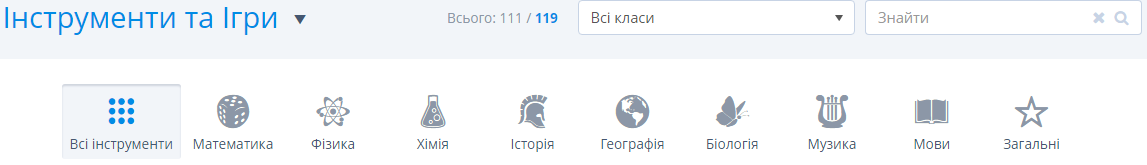 Інструменти та Ігри
Всього: 111 / 119
Всі класи
Знайти
Всі інструменти
Математика
Фізика
Хімія
Історія
Географія
Біологія
Музика
Мови
Загальні